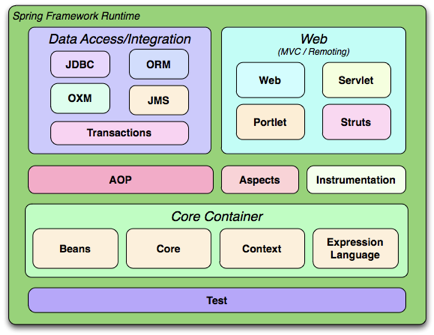 Spring Framework Runtime
Data Access/Integration
JDBC
ORM
OXM
JMS
Transactions
Web
(MVC / Remoting)
Web
Servlet
Portlet
Struts
AOP
Aspects
Instrumentation
Core Container
Beans
Core
Context
Expression
Language
Test